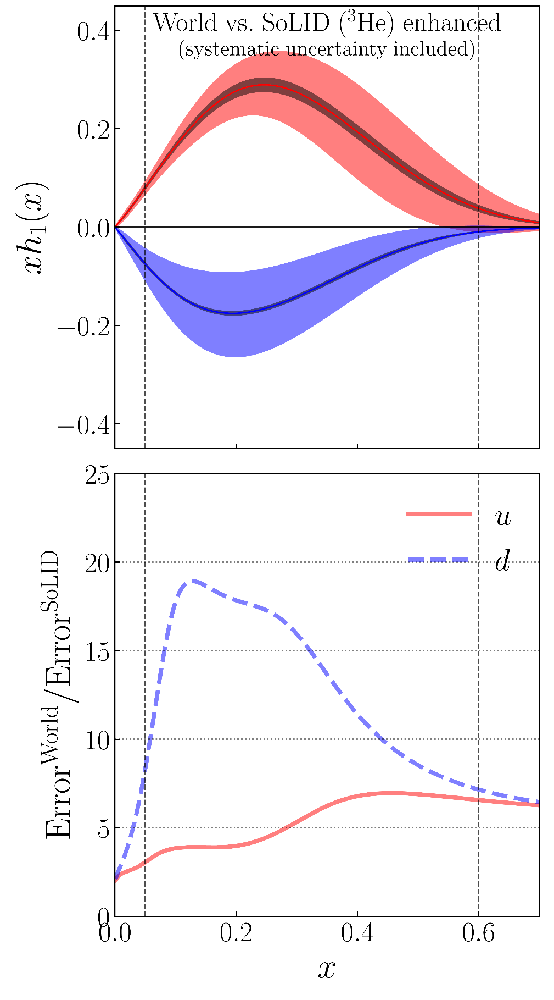 World vs. SoLID (³He) enhanced
(systematic uncertainty included)
0.4
0.2
0.0
−0.2
−0.4
xh₁(x)
25
20
15
10
5
0
Error^World/Error^SoLID
u
d
0.0 0.2 0.4 0.6
x